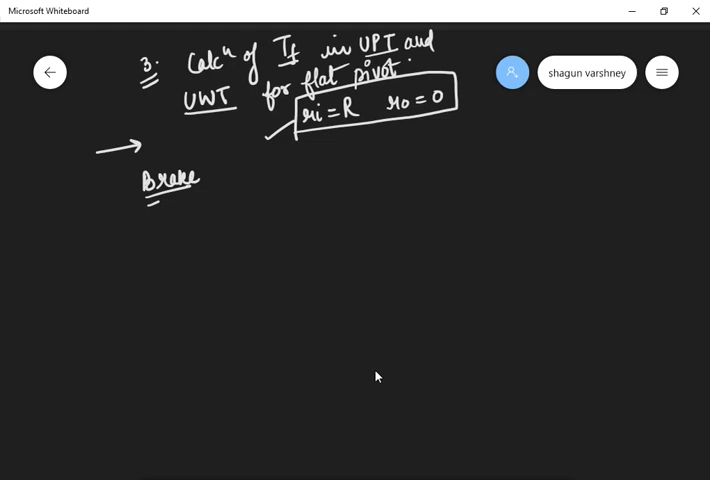 Microsoft Whiteboard
shagun varshney
3. Calcⁿ of Tf in UPT and
UWT for flat pivot.
ri = R ro = 0
Brake